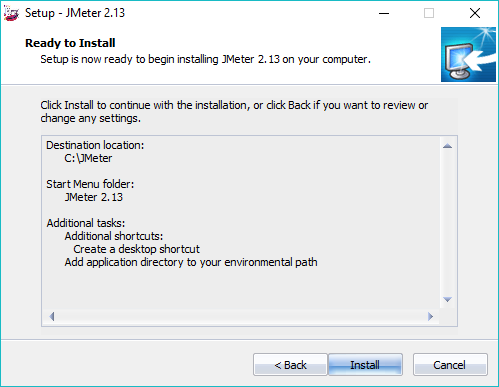 Setup - JMeter 2.13
Ready to Install
Setup is now ready to begin installing JMeter 2.13 on your computer.
Click Install to continue with the installation, or click Back if you want to review or
change any settings.
Destination location:
C:\JMeter
Start Menu folder:
JMeter 2.13
Additional tasks:
Additional shortcuts:
Create a desktop shortcut
Add application directory to your environmental path
< Back
Install
Cancel